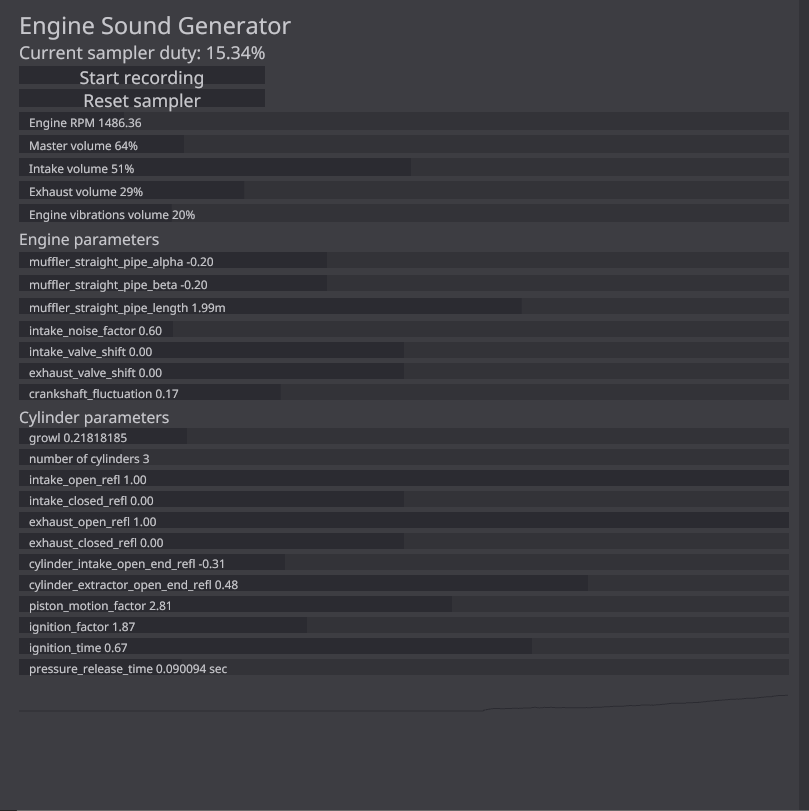 Engine Sound Generator
Current sampler duty: 15.34%
Start recording
Reset sampler
Engine RPM 1486.36
Master volume 64%
Intake volume 51%
Exhaust volume 29%
Engine vibrations volume 20%
Engine parameters
muffler_straight_pipe_alpha -0.20
muffler_straight_pipe_beta -0.20
muffler_straight_pipe_length 1.99m
intake_noise_factor 0.60
intake_valve_shift 0.00
exhaust_valve_shift 0.00
crankshaft_fluctuation 0.17
Cylinder parameters
growl 0.21818185
number of cylinders 3
intake_open_refl 1.00
intake_closed_refl 0.00
exhaust_open_refl 1.00
exhaust_closed_refl 0.00
cylinder_intake_open_end_refl -0.31
cylinder_extractor_open_end_refl 0.48
piston_motion_factor 2.81
ignition_factor 1.87
ignition_time 0.67
pressure_release_time 0.090094 sec